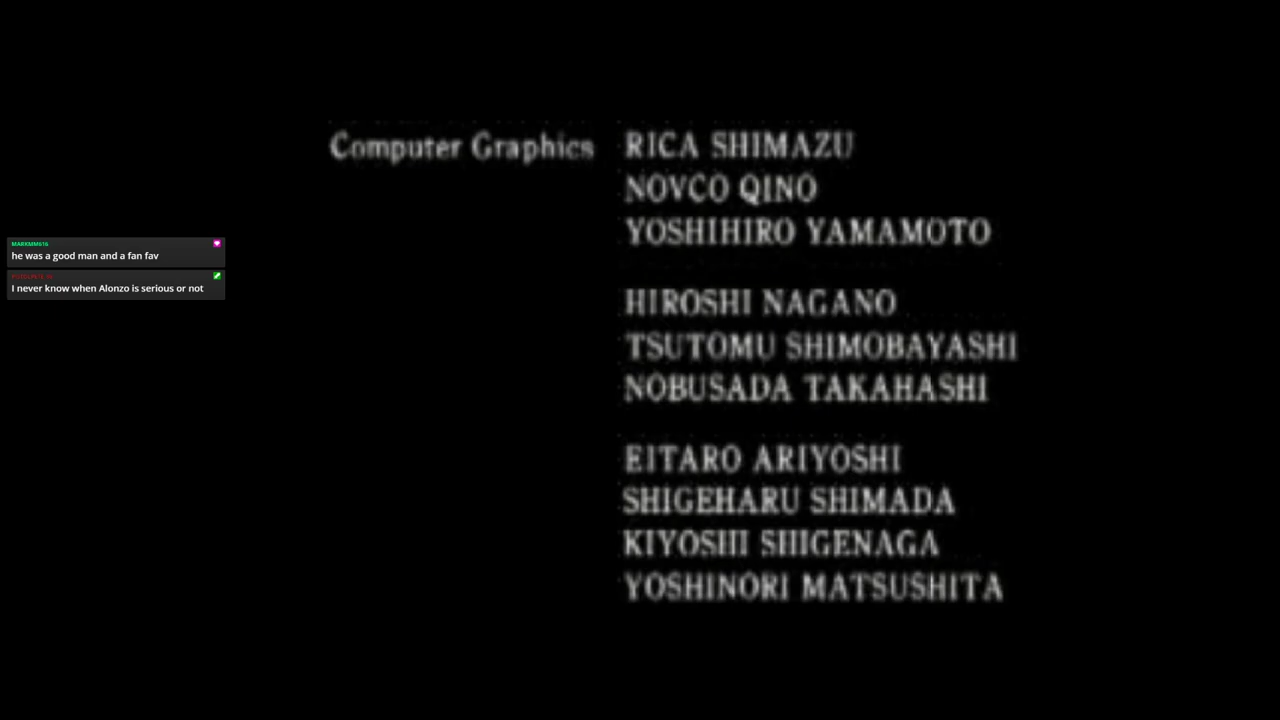 Computer Graphics RICA SHIMAZU
NOVCO QINO
YOSHIHIRO YAMAMOTO
HIROSHI NAGANO
TSUTOMU SHIMOBAYASHI
NOBUSADA TAKAHASHI
EITARO ARIYOSHI
SHIGEHARU SHIMADA
KIYOSHI SHIGENAGA
YOSHINORI MATSUSHITA
MARKMM616
he was a good man and a fan fav
I never know when Alonzo is serious or not